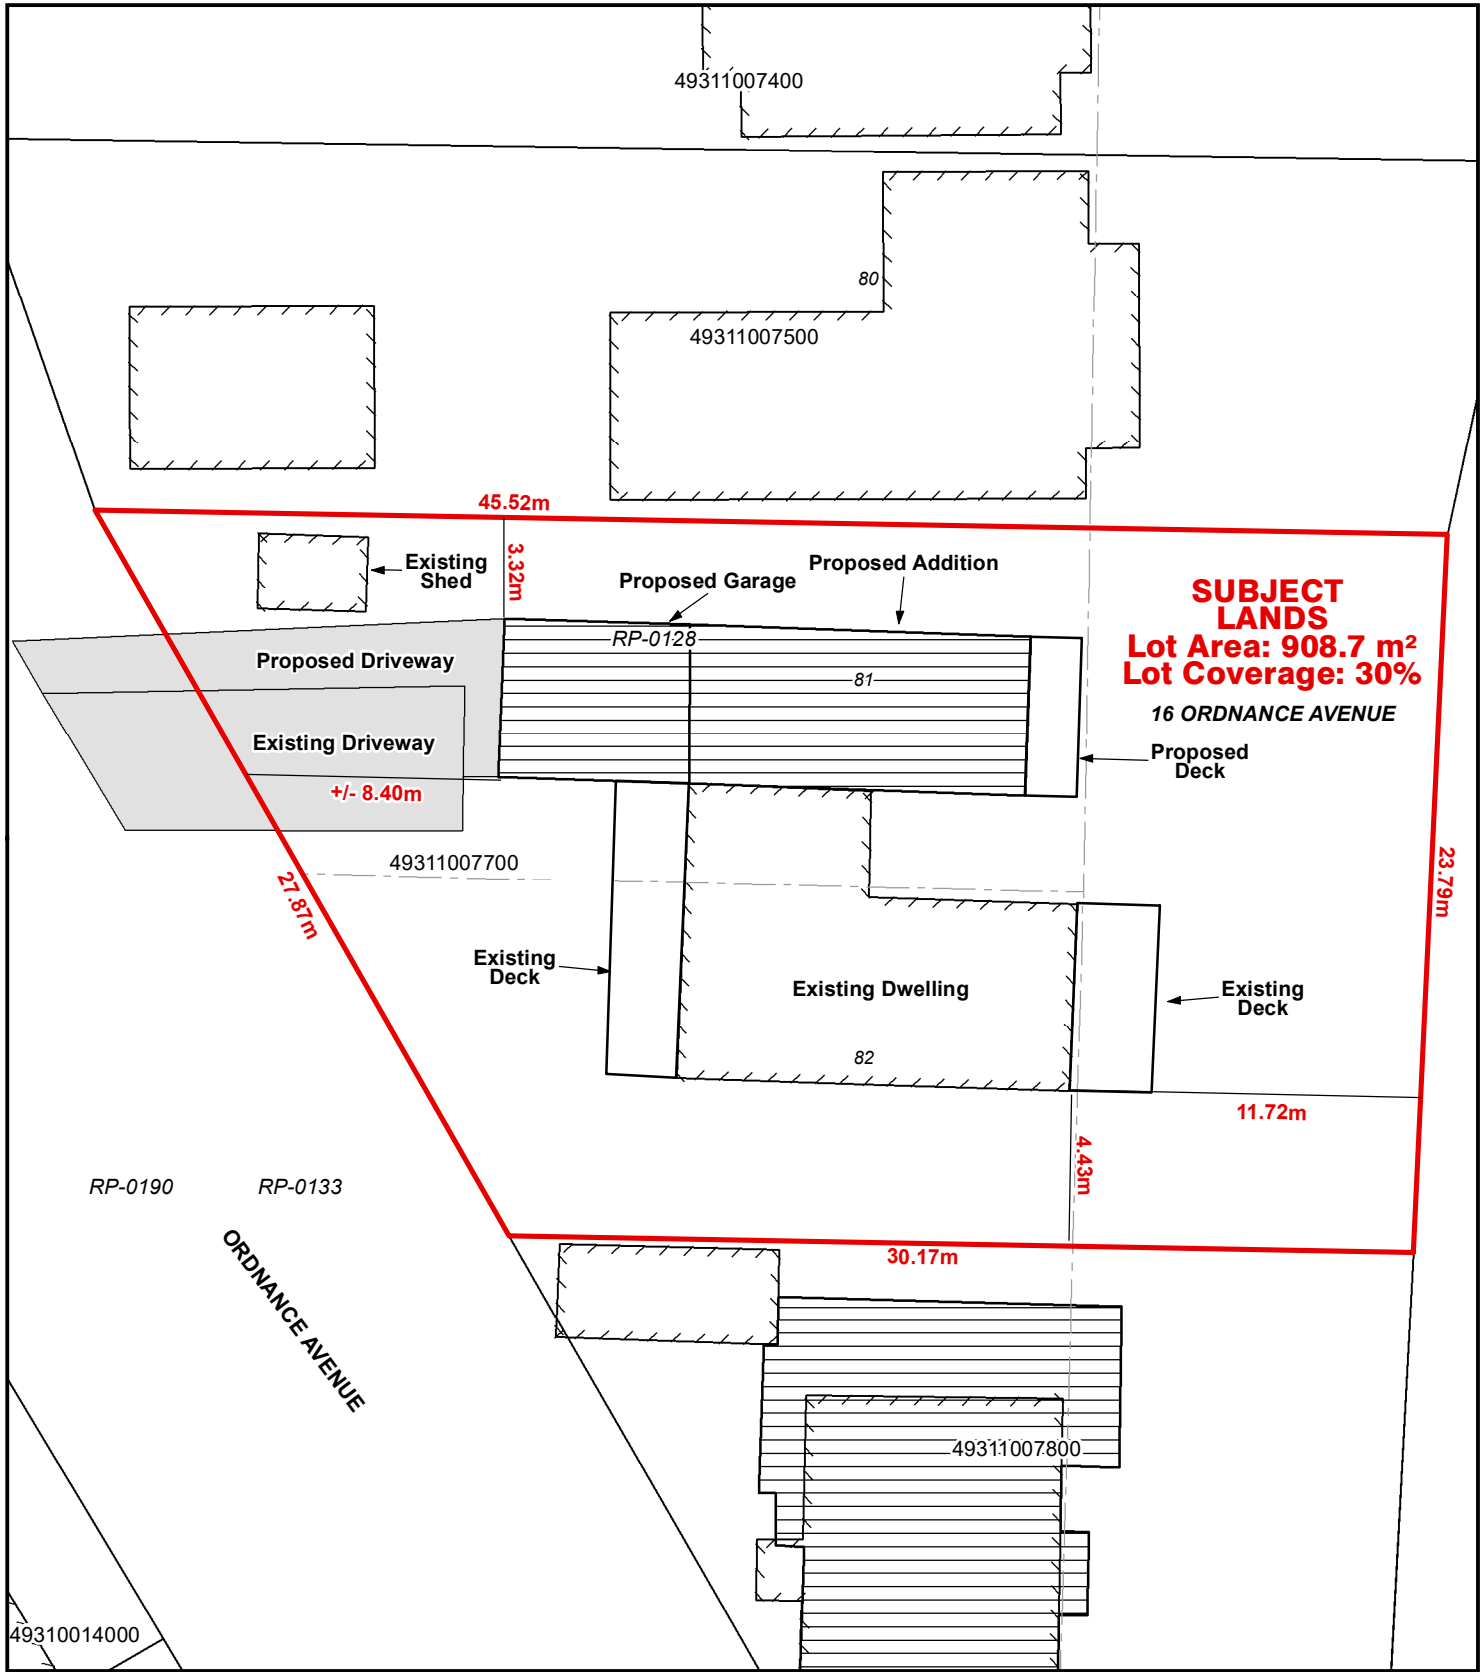 49311007400
80
49311007500
45.52m
Existing
Shed
3.32m
Proposed Garage
Proposed Addition
SUBJECT
LANDS
Lot Area: 908.7 m²
Lot Coverage: 30%
16 ORDNANCE AVENUE
RP-0128
81
Proposed Driveway
Existing Driveway
+/- 8.40m
Proposed
Deck
49311007700
27.87m
23.79m
Existing
Deck
Existing Dwelling
Existing
Deck
82
11.72m
4.43m
RP-0190
RP-0133
ORDNANCE AVENUE
30.17m
49311007800
49310014000